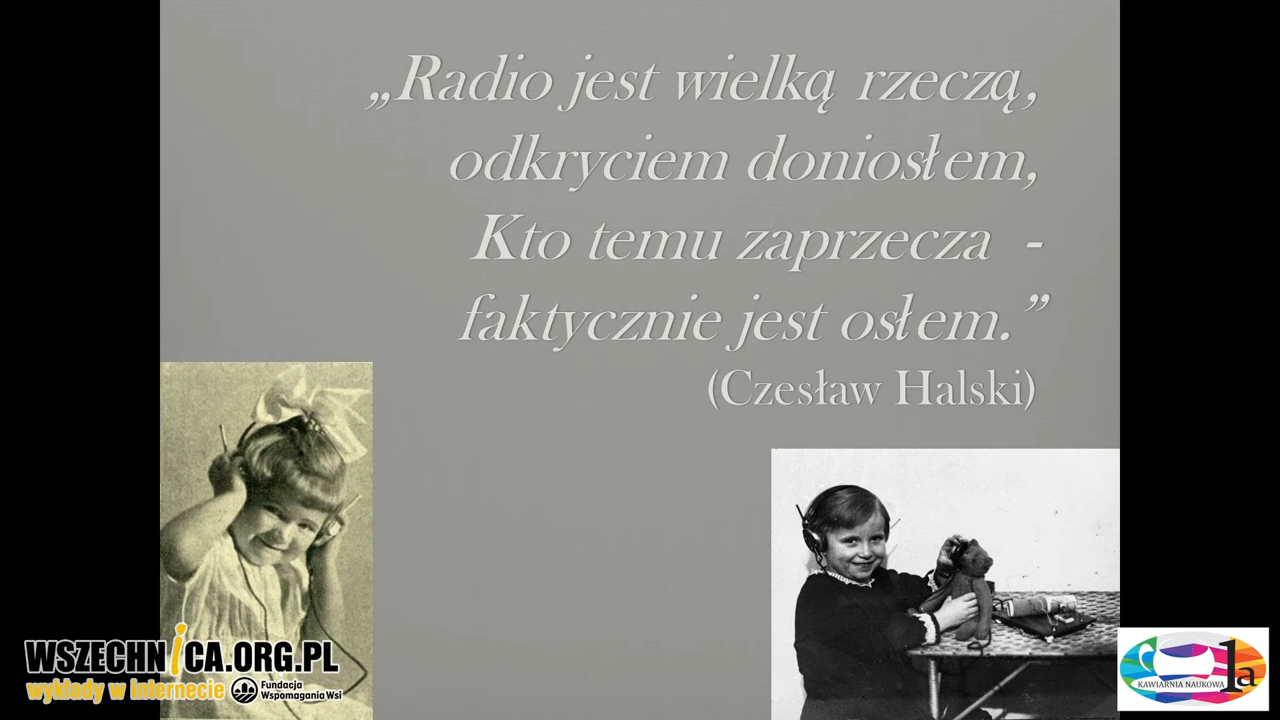 „Radio jest wielką rzeczą,
odkryciem doniosłem,
Kto temu zaprzecza -
faktycznie jest osłem.”
(Czesław Halski)
WSZECHNICA.ORG.PL
wykłady w internecie
Fundacja
Wspomagania Wsi
KAWIARNIA NAUKOWA
1a